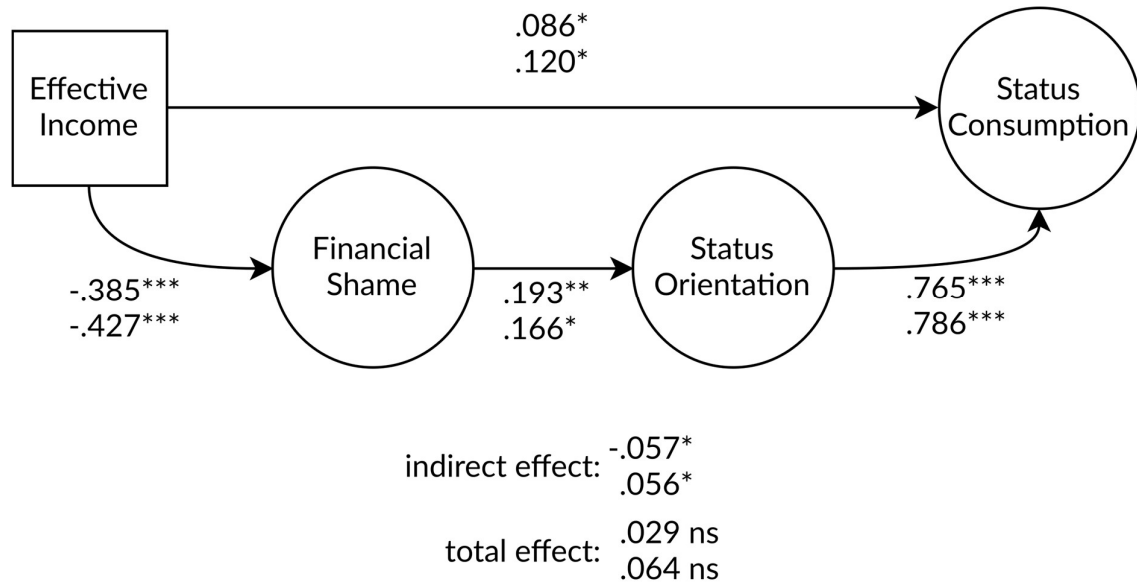 .086*
.120*
Effective
Income
Status
Consumption
Financial
Shame
Status
Orientation
-.385***
-.427***
.193**
.166*
.765***
.786***
indirect effect: -.057*
.056*
total effect: .029 ns
.064 ns